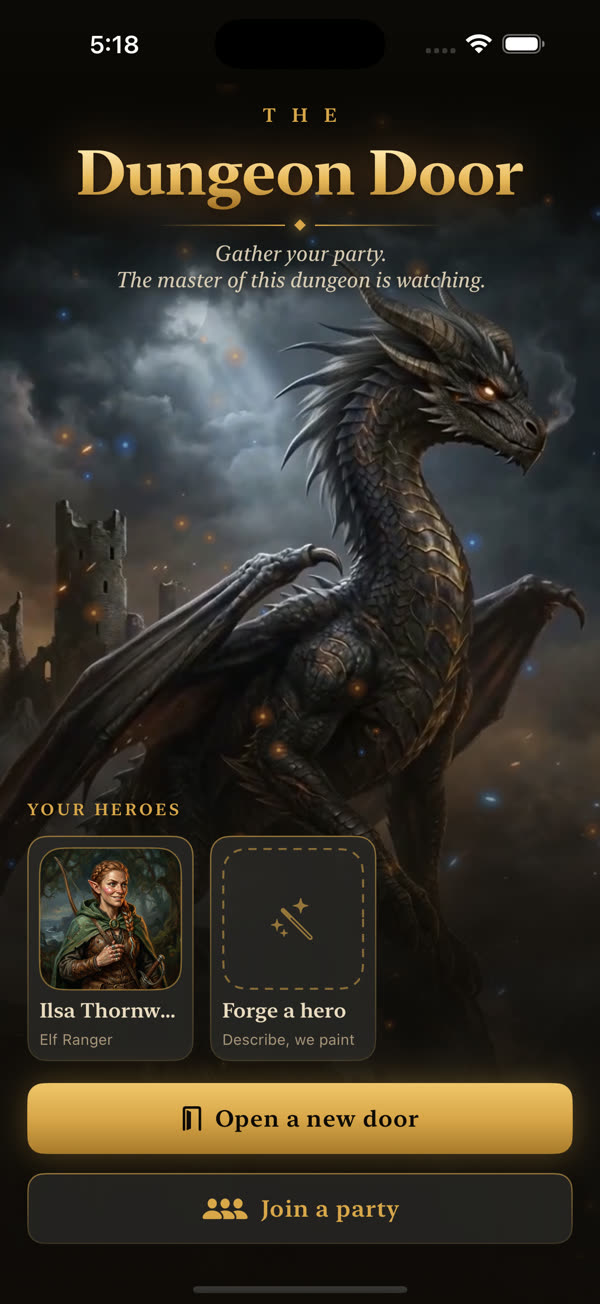 5:18
THE
Dungeon Door
Gather your party.
The master of this dungeon is watching.
YOUR HEROES
Ilsa Thornw...
Elf Ranger
Forge a hero
Describe, we paint
Open a new door
Join a party